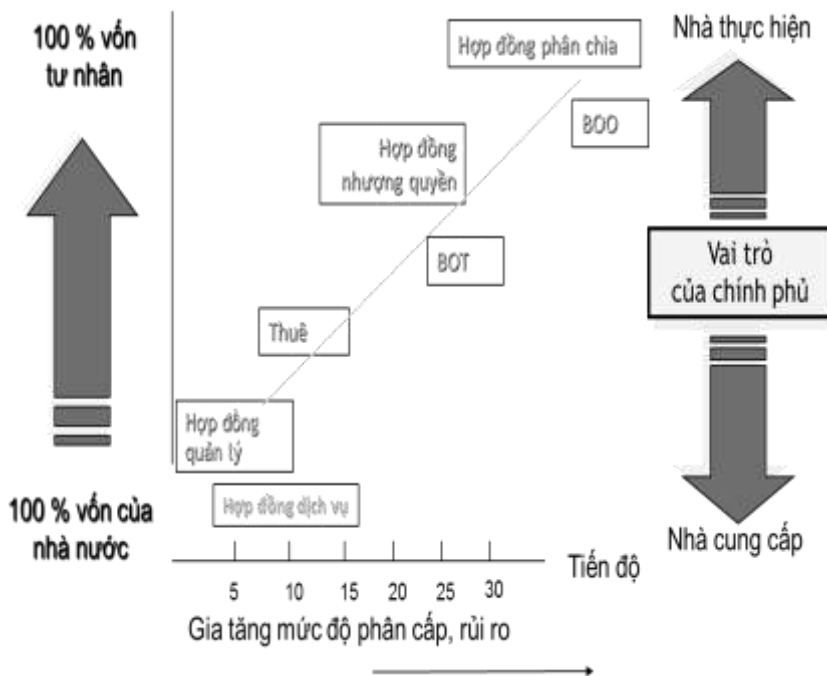 100 % vốn
tư nhân
Hợp đồng phân chia
Nhà thực hiện
BOO
Hợp đồng
nhượng quyền
BOT
Vai trò
của chính phủ
Thuê
Hợp đồng
quản lý
100 % vốn của
nhà nước
Hợp đồng dịch vụ
Nhà cung cấp
Tiến độ
5 10 15 20 25 30
Gia tăng mức độ phân cấp, rủi ro